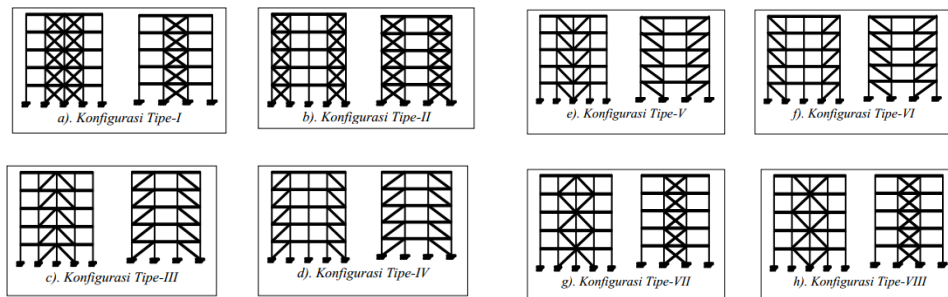 a). Konfigurasi Tipe-I
b). Konfigurasi Tipe-II
e). Konfigurasi Tipe-V
f). Konfigurasi Tipe-VI
c). Konfigurasi Tipe-III
d). Konfigurasi Tipe-IV
g). Konfigurasi Tipe-VII
h). Konfigurasi Tipe-VIII